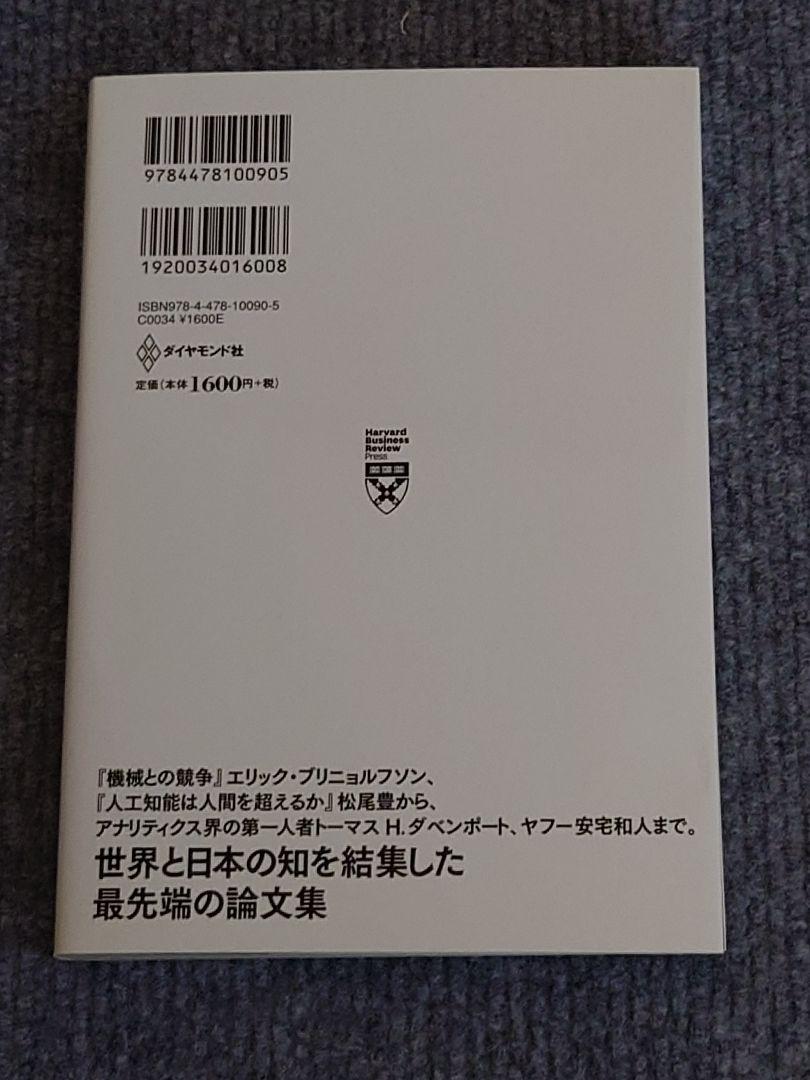 9784478100905
1920034016008
ISBN978-4-478-10090-5
C0034 ¥1600E
ダイヤモンド社
定価(本体1600円+税)
Harvard
Business
Review
Press
『機械との競争』エリック・ブリニョルフソン、
『人工知能は人間を超えるか』松尾豊から、
アナリティクス界の第一人者トーマス H.ダベンポート、ヤフー安宅和人まで。
世界と日本の知を結集した
最先端の論文集